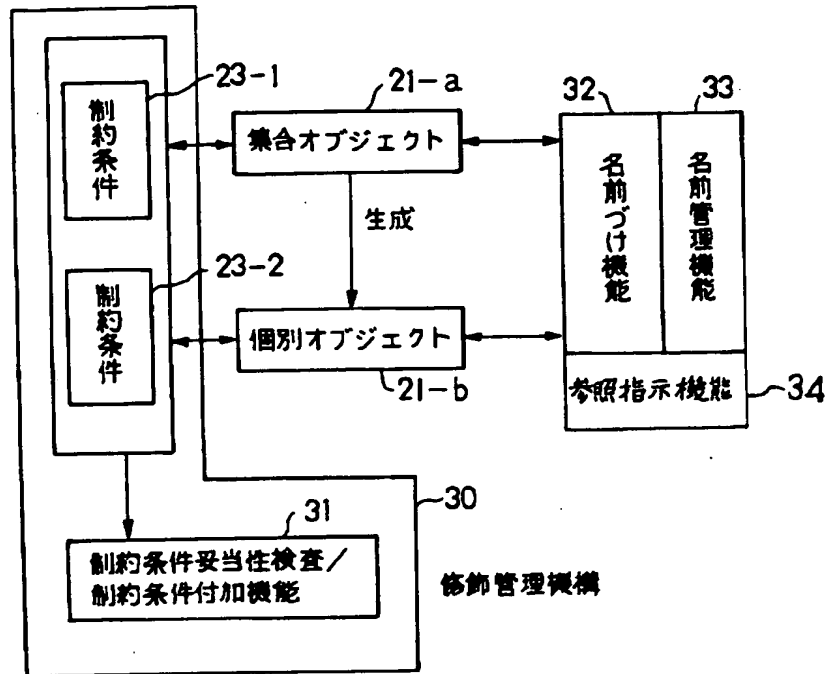 23-1
制約条件
21-a
集合オブジェクト
32
33
名前づけ機能
名前管理機能
生成
23-2
制約条件
個別オブジェクト
21-b
参照指示機能
34
30
31
制約条件妥当性検査/
制約条件付加機能
修飾管理機構